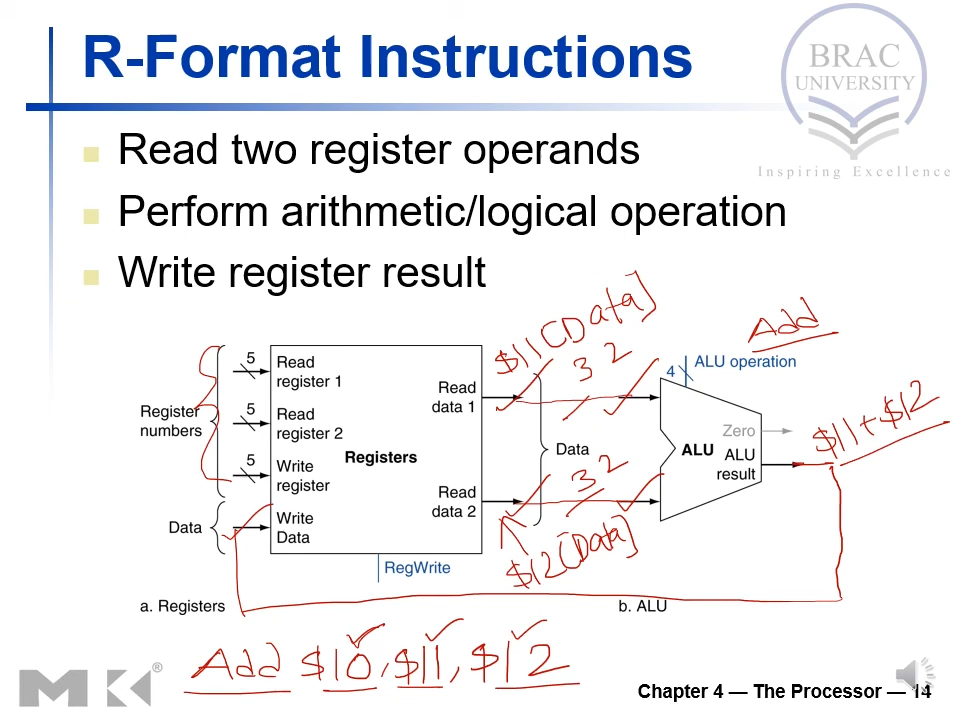 R-Format Instructions
BRAC
UNIVERSITY
Inspiring Excellence
Read two register operands
Perform arithmetic/logical operation
Write register result
$11[Data]
32
Add
ALU operation
4
5
Read
register 1
Read
data 1
Register
numbers
5
Read
register 2
Registers
Data
Zero
ALU
ALU
result
$11+$12
5
Write
register
32
Read
data 2
Data
Write
Data
$12[Data]
RegWrite
a. Registers
b. ALU
Add $10, $11, $12
MK®
Chapter 4 — The Processor — 14